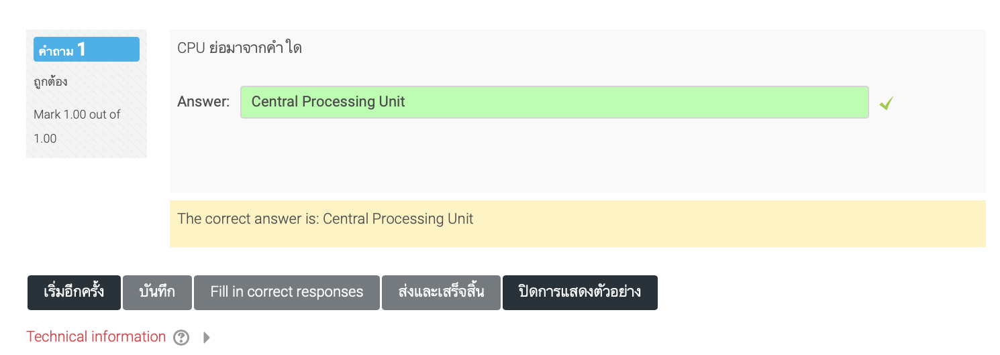 คำถาม 1
ถูกต้อง
Mark 1.00 out of
1.00
CPU ย่อมาจากคำใด
Answer: Central Processing Unit
The correct answer is: Central Processing Unit
เริ่มอีกครั้ง บันทึก Fill in correct responses ส่งและเสร็จสิ้น ปิดการแสดงตัวอย่าง
Technical information